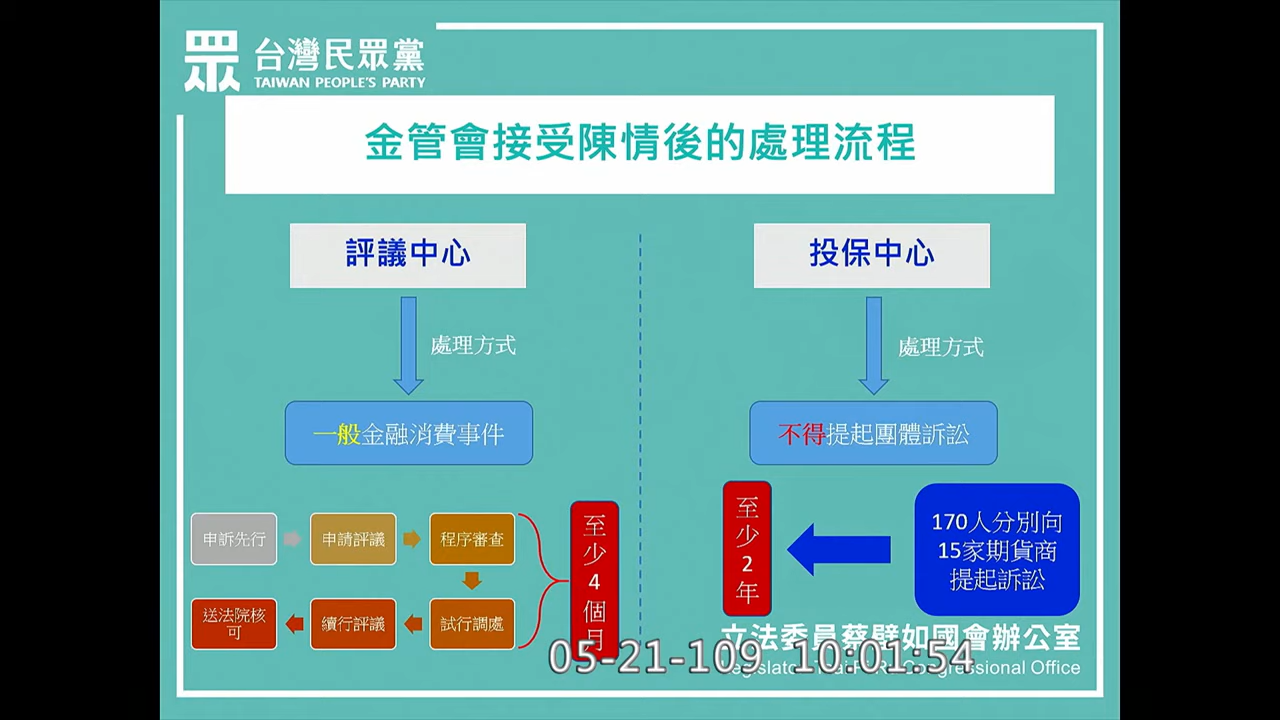 眾 台灣民眾黨
TAIWAN PEOPLE'S PARTY
金管會接受陳情後的處理流程
評議中心
處理方式
一般金融消費事件
申訴先行
申請評議
程序審查
試行調處
續行評議
送法院核
可
至少4個月
投保中心
處理方式
不得提起團體訴訟
170人分別向
15家期貨商
提起訴訟
至少2年
立法委員蔡壁如國會辦公室
Congressional Office
05-21-109 10:01:54